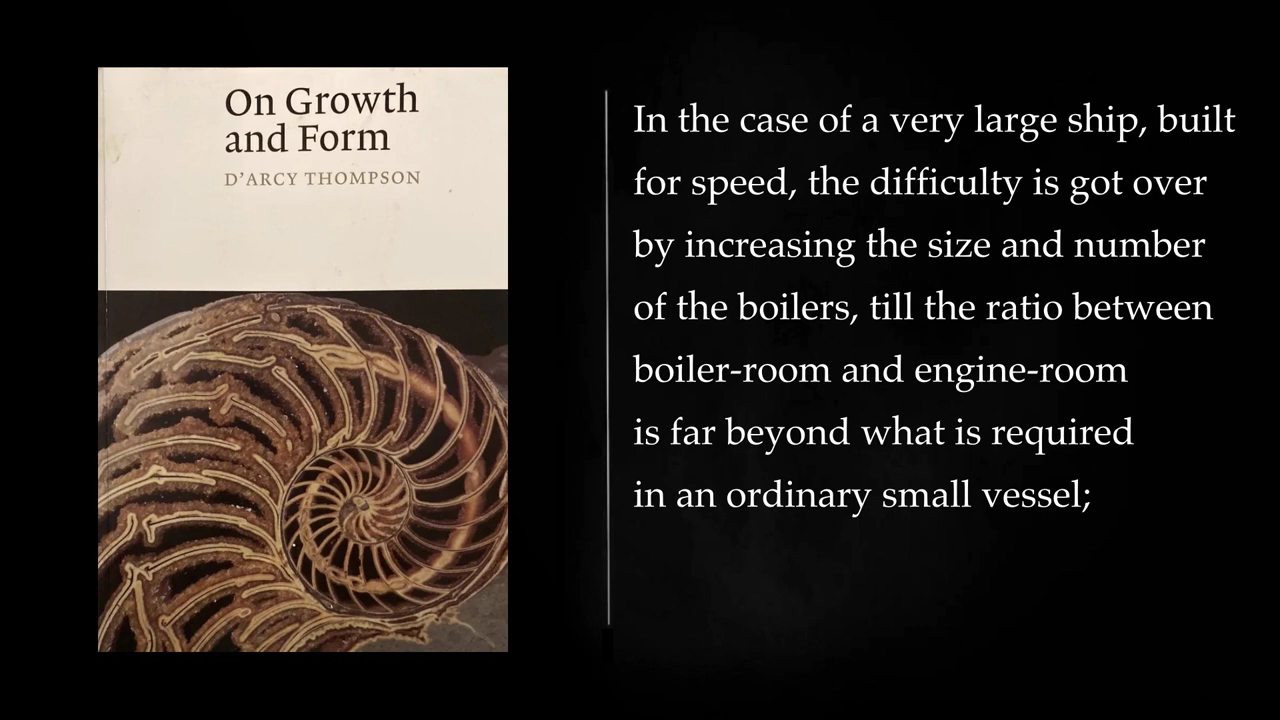 On Growth
and Form
D'ARCY THOMPSON
In the case of a very large ship, built
for speed, the difficulty is got over
by increasing the size and number
of the boilers, till the ratio between
boiler-room and engine-room
is far beyond what is required
in an ordinary small vessel;